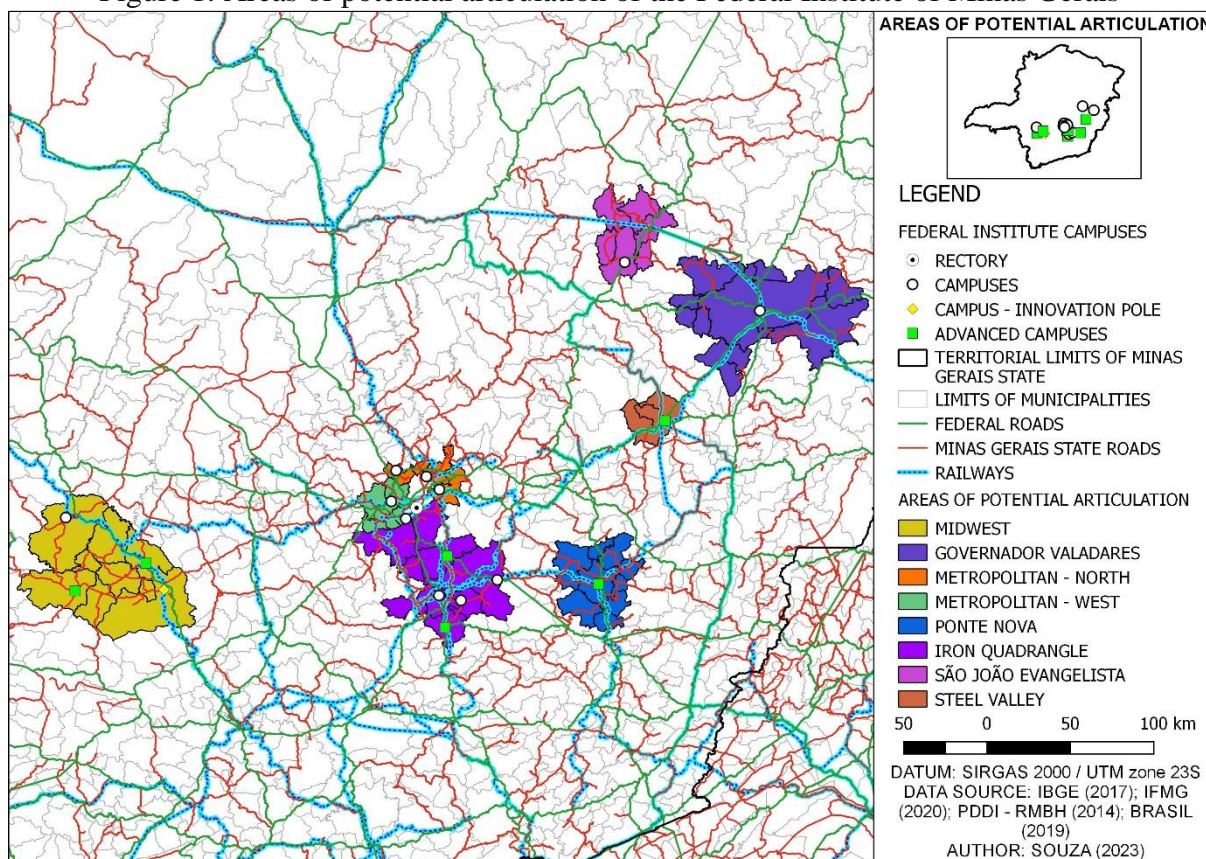 Figure 1: Areas of potential articulation of the Federal Institute of Minas Gerais
AREAS OF POTENTIAL ARTICULATION
LEGEND
FEDERAL INSTITUTE CAMPUSES
RECTORY
CAMPUSES
CAMPUS - INNOVATION POLE
ADVANCED CAMPUSES
TERRITORIAL LIMITS OF MINAS
GERAIS STATE
LIMITS OF MUNICIPALITIES
FEDERAL ROADS
MINAS GERAIS STATE ROADS
RAILWAYS
AREAS OF POTENTIAL ARTICULATION
MIDWEST
GOVERNADOR VALADARES
METROPOLITAN - NORTH
METROPOLITAN - WEST
PONTE NOVA
IRON QUADRANGLE
SÃO JOÃO EVANGELISTA
STEEL VALLEY
50 0 50 100 km
DATUM: SIRGAS 2000 / UTM zone 23S
DATA SOURCE: IBGE (2017); IFMG
(2020); PDDI - RMBH (2014); BRASIL
(2019)
AUTHOR: SOUZA (2023)